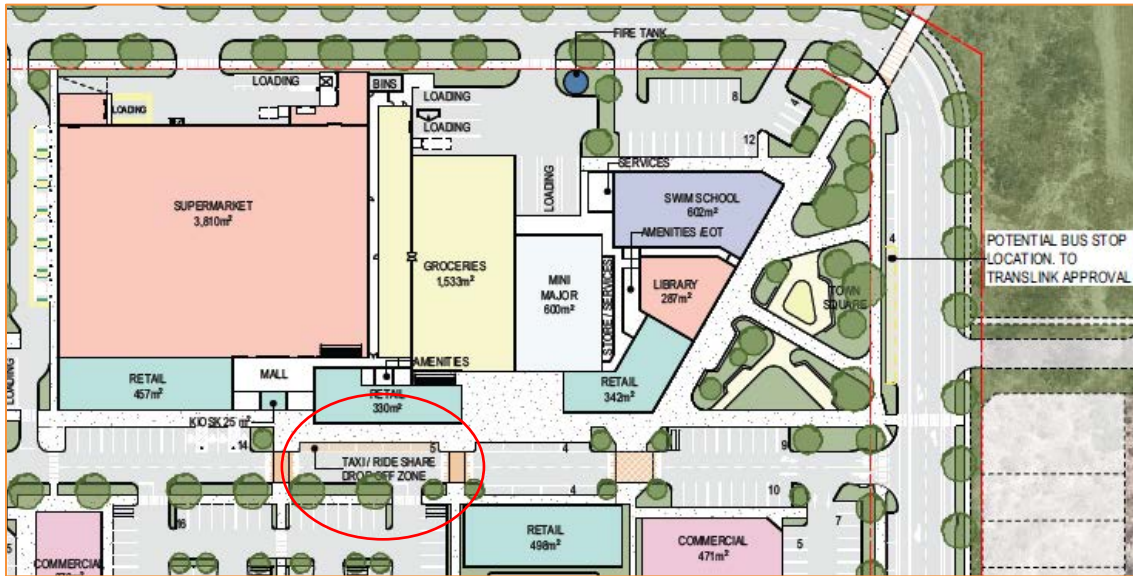 FIRE TANK
LOADING
BINS
LOADING
LOADING
LOADING
8
4
12
SERVICES
LOADING
SUPERMARKET
3,810m²
SWIM SCHOOL
602m²
AMENITIES /EOT
4
POTENTIAL BUS STOP
LOCATION. TO
TRANSLINK APPROVAL
GROCERIES
1,533m²
MINI
MAJOR
600m²
STORE / SERVICES
LIBRARY
287m²
TOWN
SQUARE
LOADING
RETAIL
457m²
MALL
AMENITIES
RETAIL
330m²
RETAIL
342m²
KIOSK 25 m²
14
5
4
9
TAXI / RIDE SHARE
DROP OFF ZONE
4
10
16
7
5
RETAIL
498m²
COMMERCIAL
471m²
5
COMMERCIAL